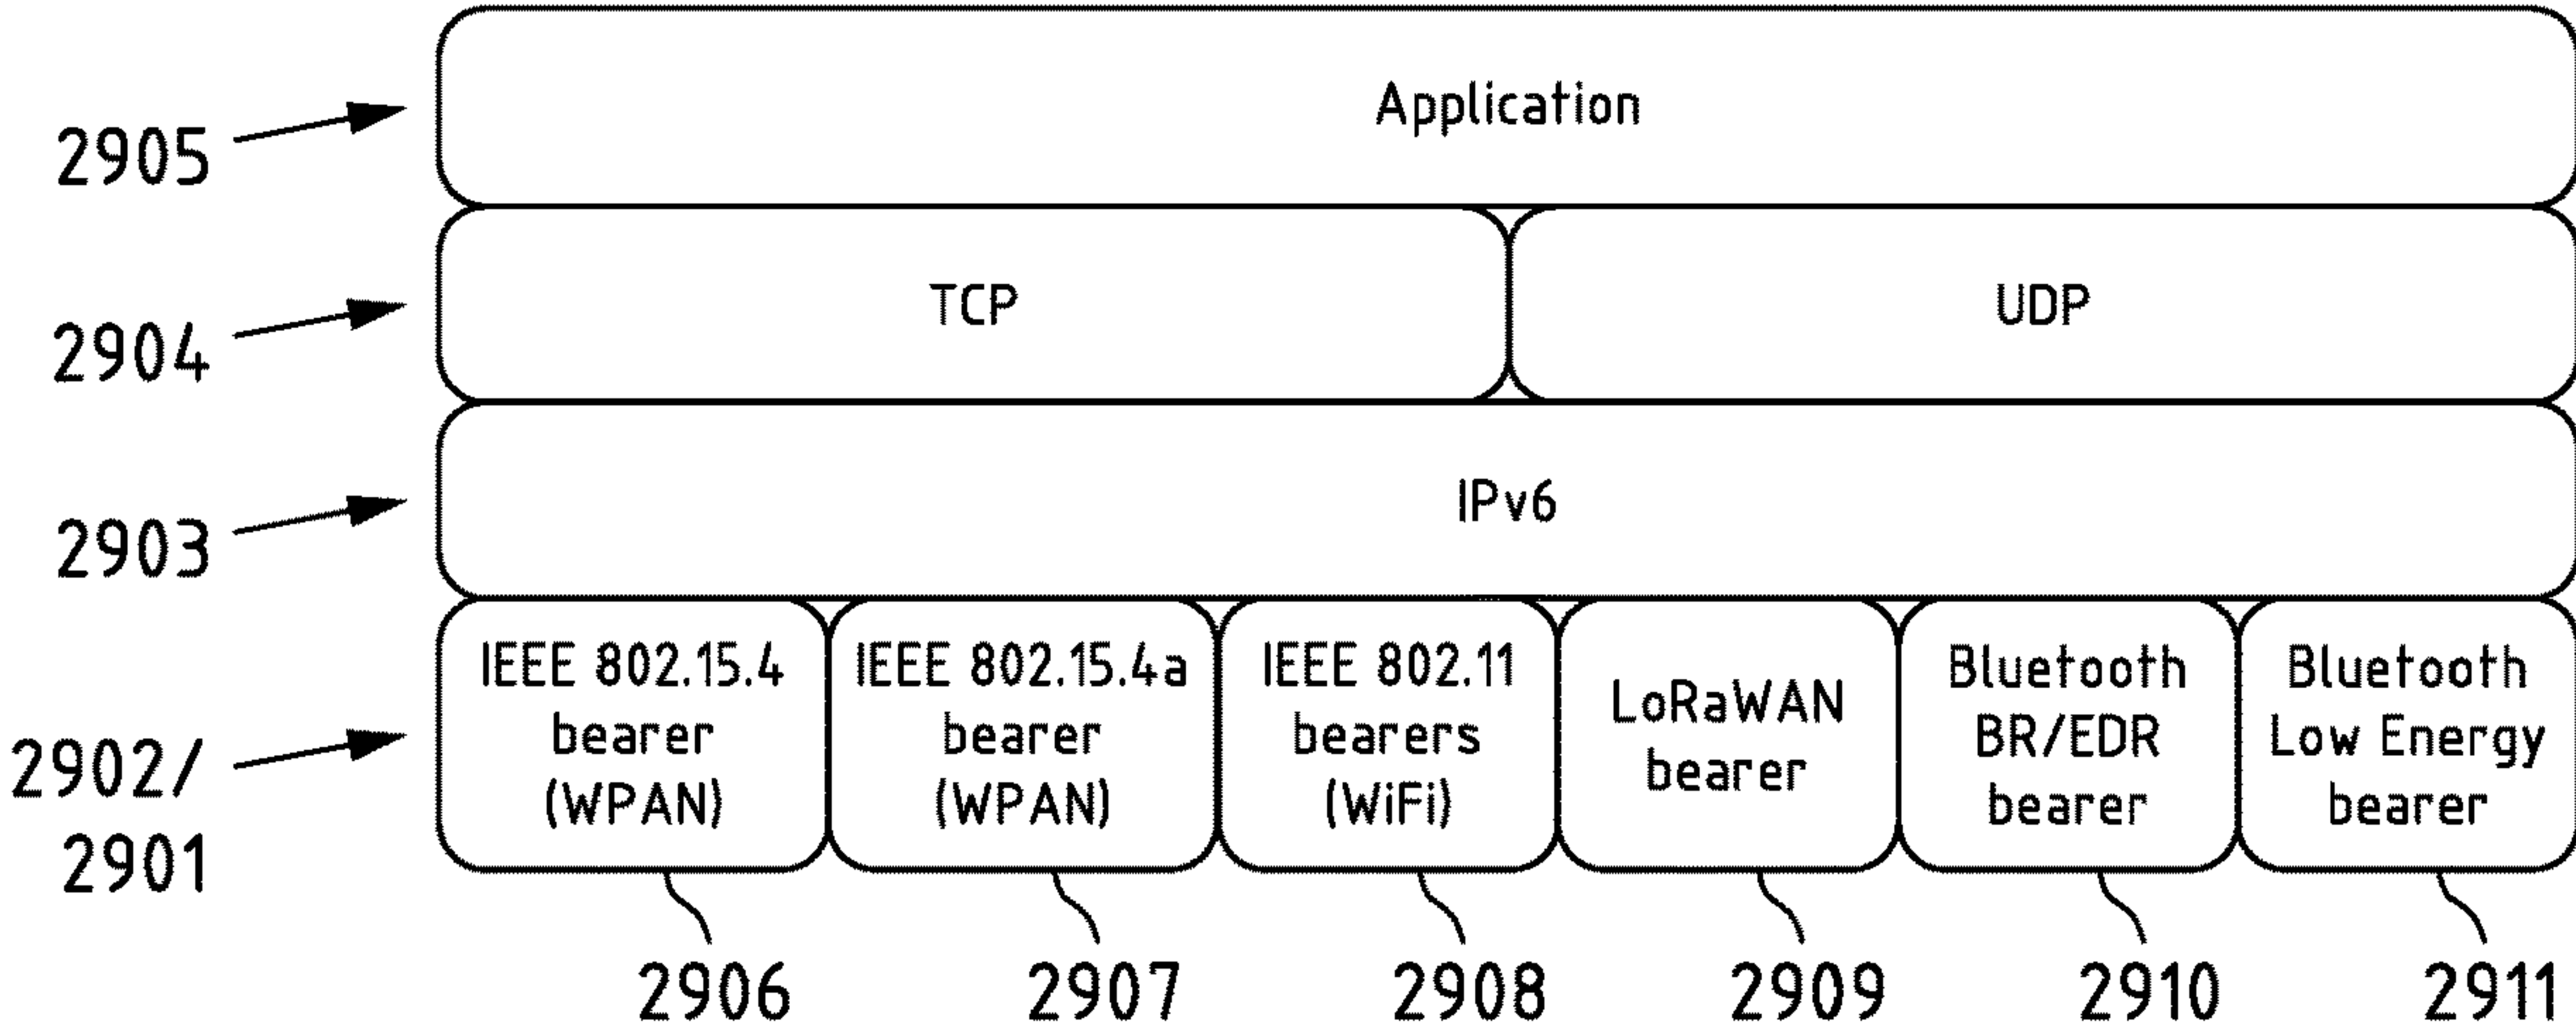 Application
2905
TCP
UDP
2904
IPv6
2903
IEEE 802.15.4
bearer
(WPAN)
IEEE 802.15.4a
bearer
(WPAN)
IEEE 802.11
bearers
(WiFi)
LoRaWAN
bearer
Bluetooth
BR/EDR
bearer
Bluetooth
Low Energy
bearer
2902/
2901
2906
2907
2908
2909
2910
2911